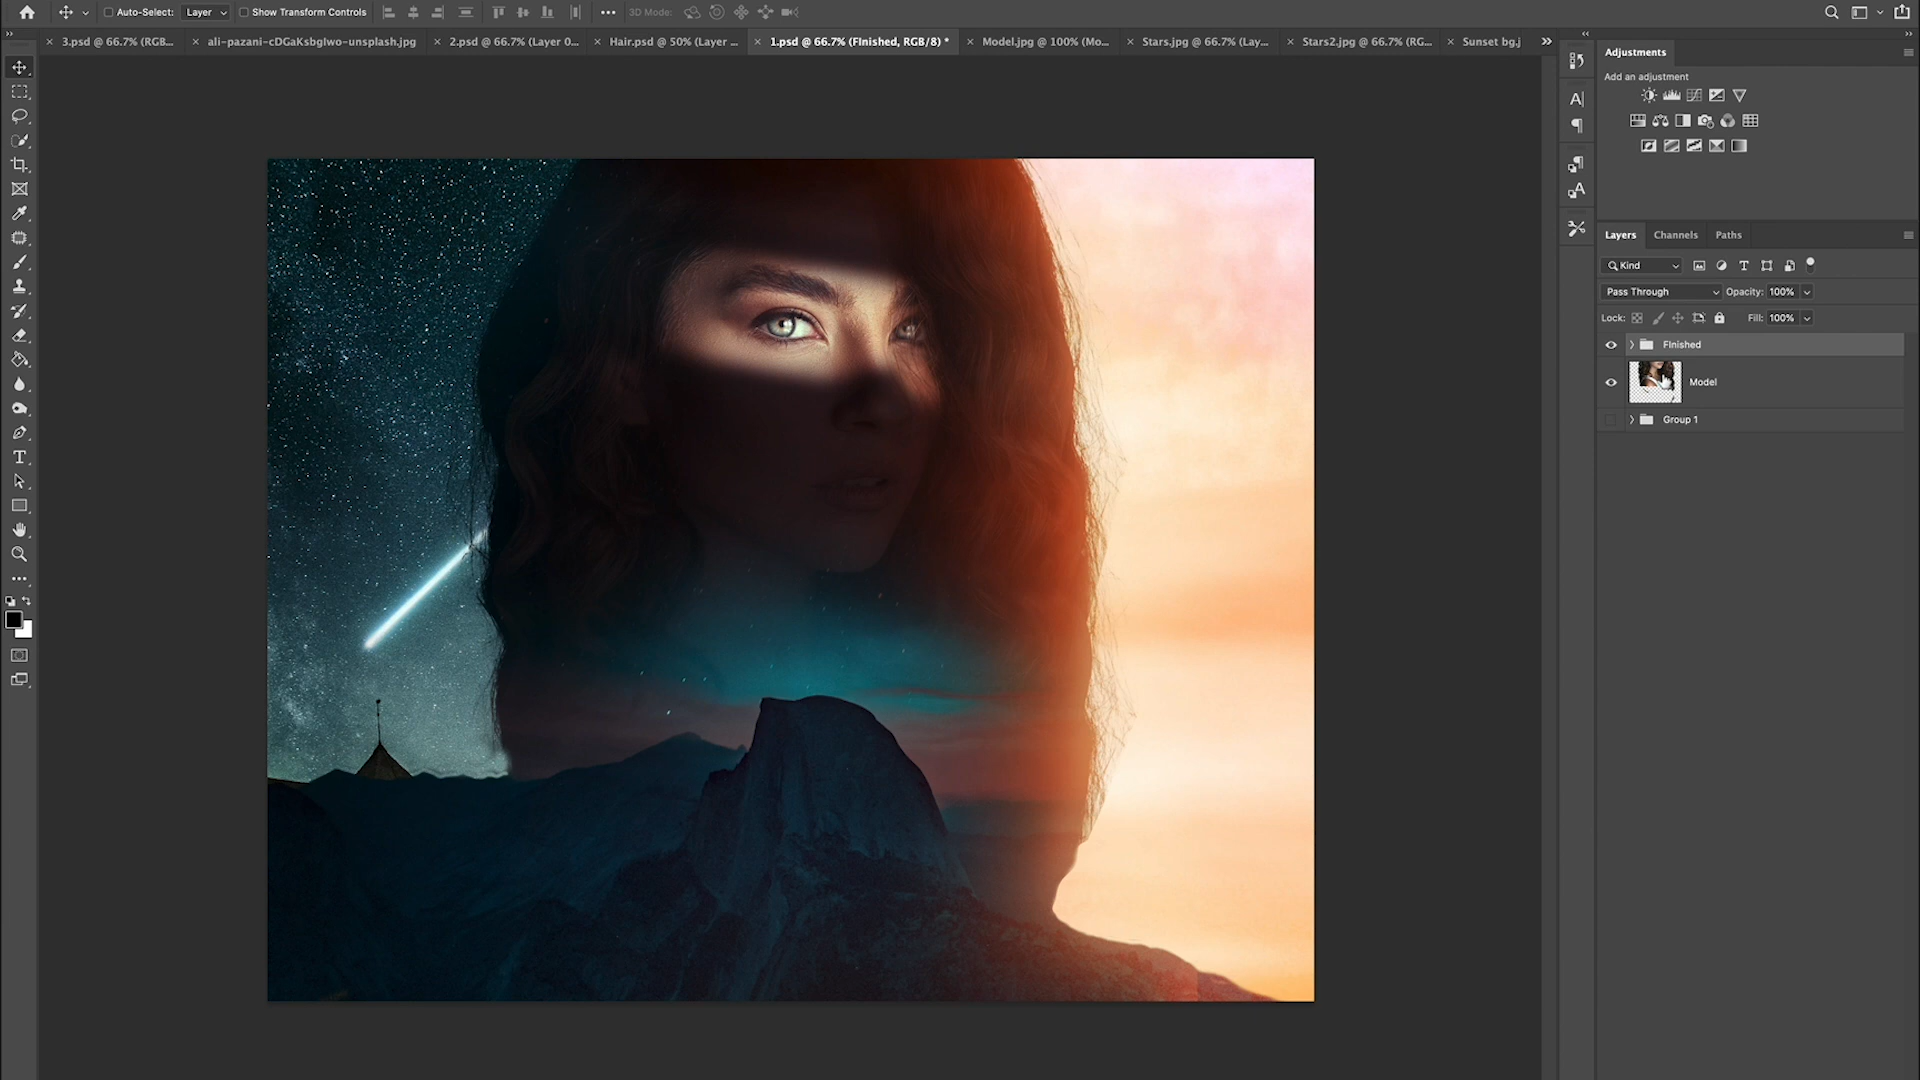 Auto-Select: Layer Show Transform Controls 3D Mode:
3.psd @ 66.7% (RGB... ali-pazani-cDGaKsbgIwo-unsplash.jpg 2.psd @ 66.7% (Layer 0... Hair.psd @ 50% (Layer ... 1.psd @ 66.7% (FInished, RGB/8) * Model.jpg @ 100% (Mo... Stars.jpg @ 66.7% (Lay... Stars2.jpg @ 66.7% (RG... Sunset bg.j
Adjustments
Add an adjustment
Layers Channels Paths
Kind
Pass Through Opacity: 100%
Lock: Fill: 100%
FInished
Model
Group 1